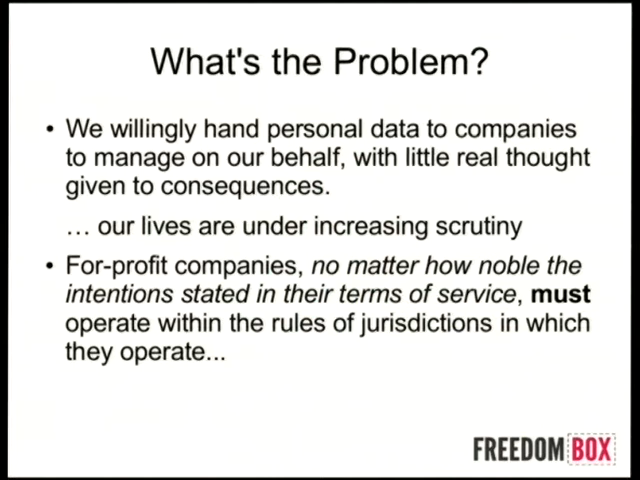 What's the Problem?
• We willingly hand personal data to companies
to manage on our behalf, with little real thought
given to consequences.
… our lives are under increasing scrutiny
• For-profit companies, no matter how noble the
intentions stated in their terms of service, must
operate within the rules of jurisdictions in which
they operate...
FREEDOMBOX